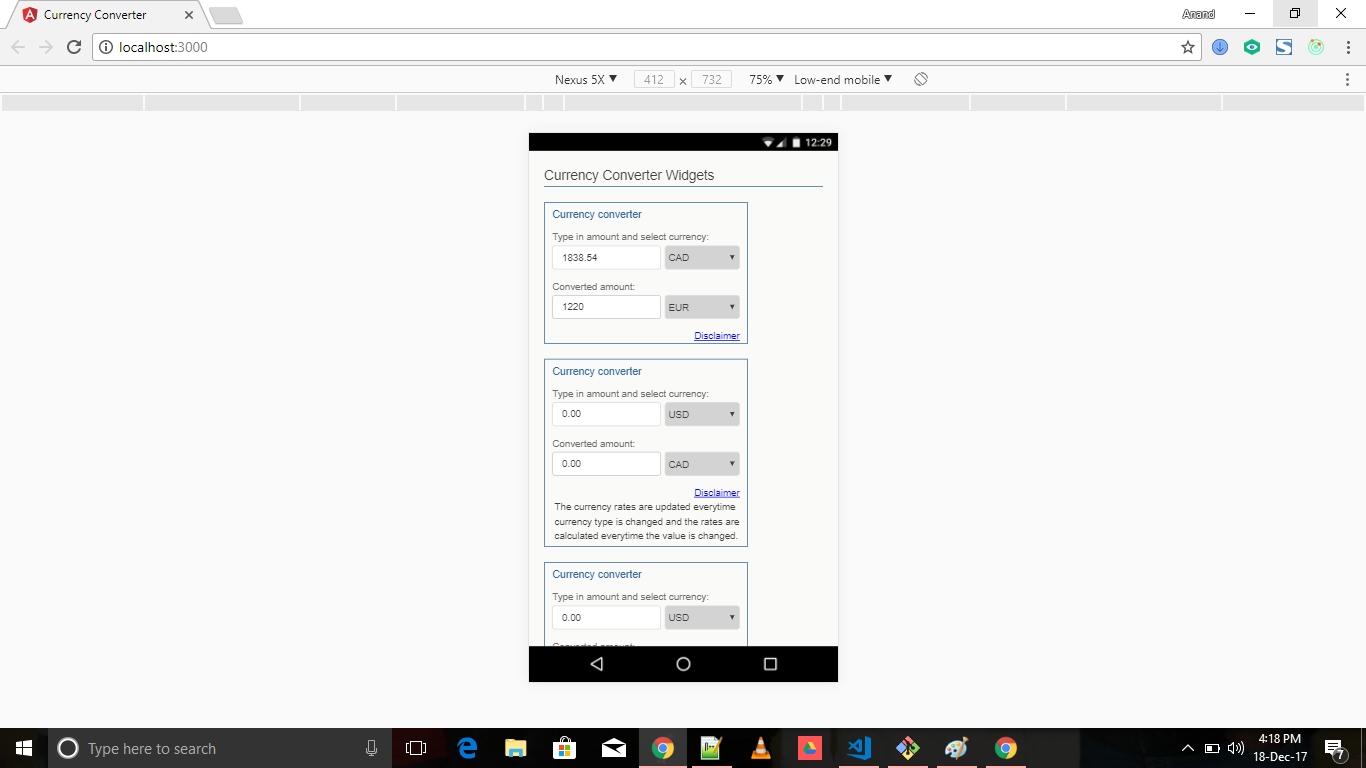 Currency Converter
Anand
localhost:3000
Nexus 5X ▼ 412 × 732 75% ▼ Low-end mobile ▼
12:29
Currency Converter Widgets
Currency converter
Type in amount and select currency:
1838.54 CAD
Converted amount:
1220 EUR
Disclaimer
Currency converter
Type in amount and select currency:
0.00 USD
Converted amount:
0.00 CAD
Disclaimer
The currency rates are updated everytime
currency type is changed and the rates are
calculated everytime the value is changed.
Currency converter
Type in amount and select currency:
0.00 USD
Converted amount:
Type here to search
4:18 PM
18-Dec-17
7